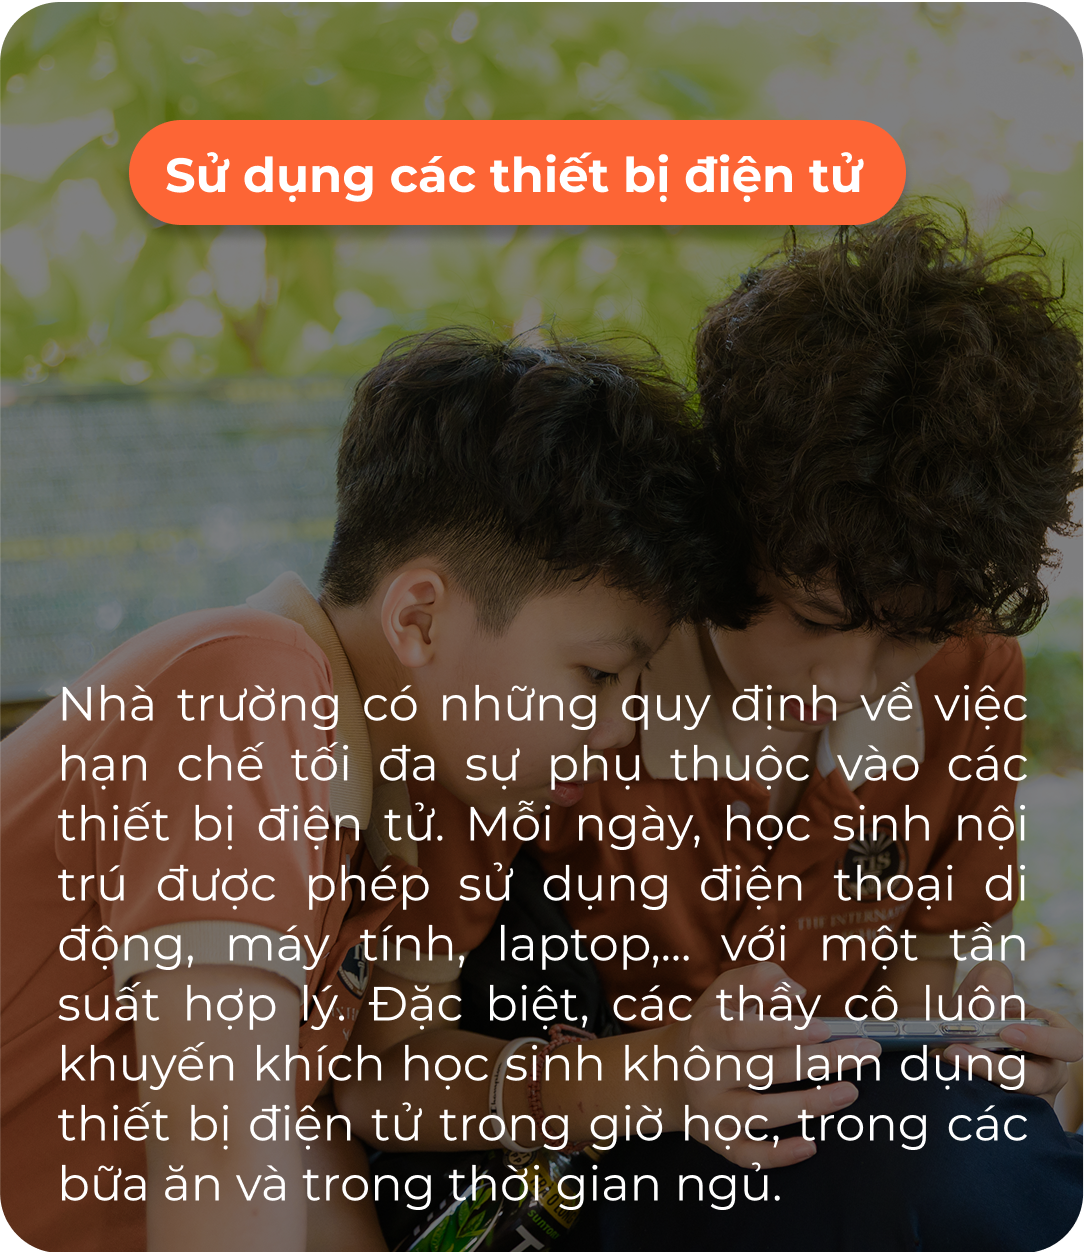 Sử dụng các thiết bị điện tử
Nhà trường có những quy định về việc
hạn chế tối đa sự phụ thuộc vào các
thiết bị điện tử. Mỗi ngày, học sinh nội
trú được phép sử dụng điện thoại di
động, máy tính, laptop,... với một tần
suất hợp lý. Đặc biệt, các thầy cô luôn
khuyến khích học sinh không lạm dụng
thiết bị điện tử trong giờ học, trong các
bữa ăn và trong thời gian ngủ.
SUNTORY